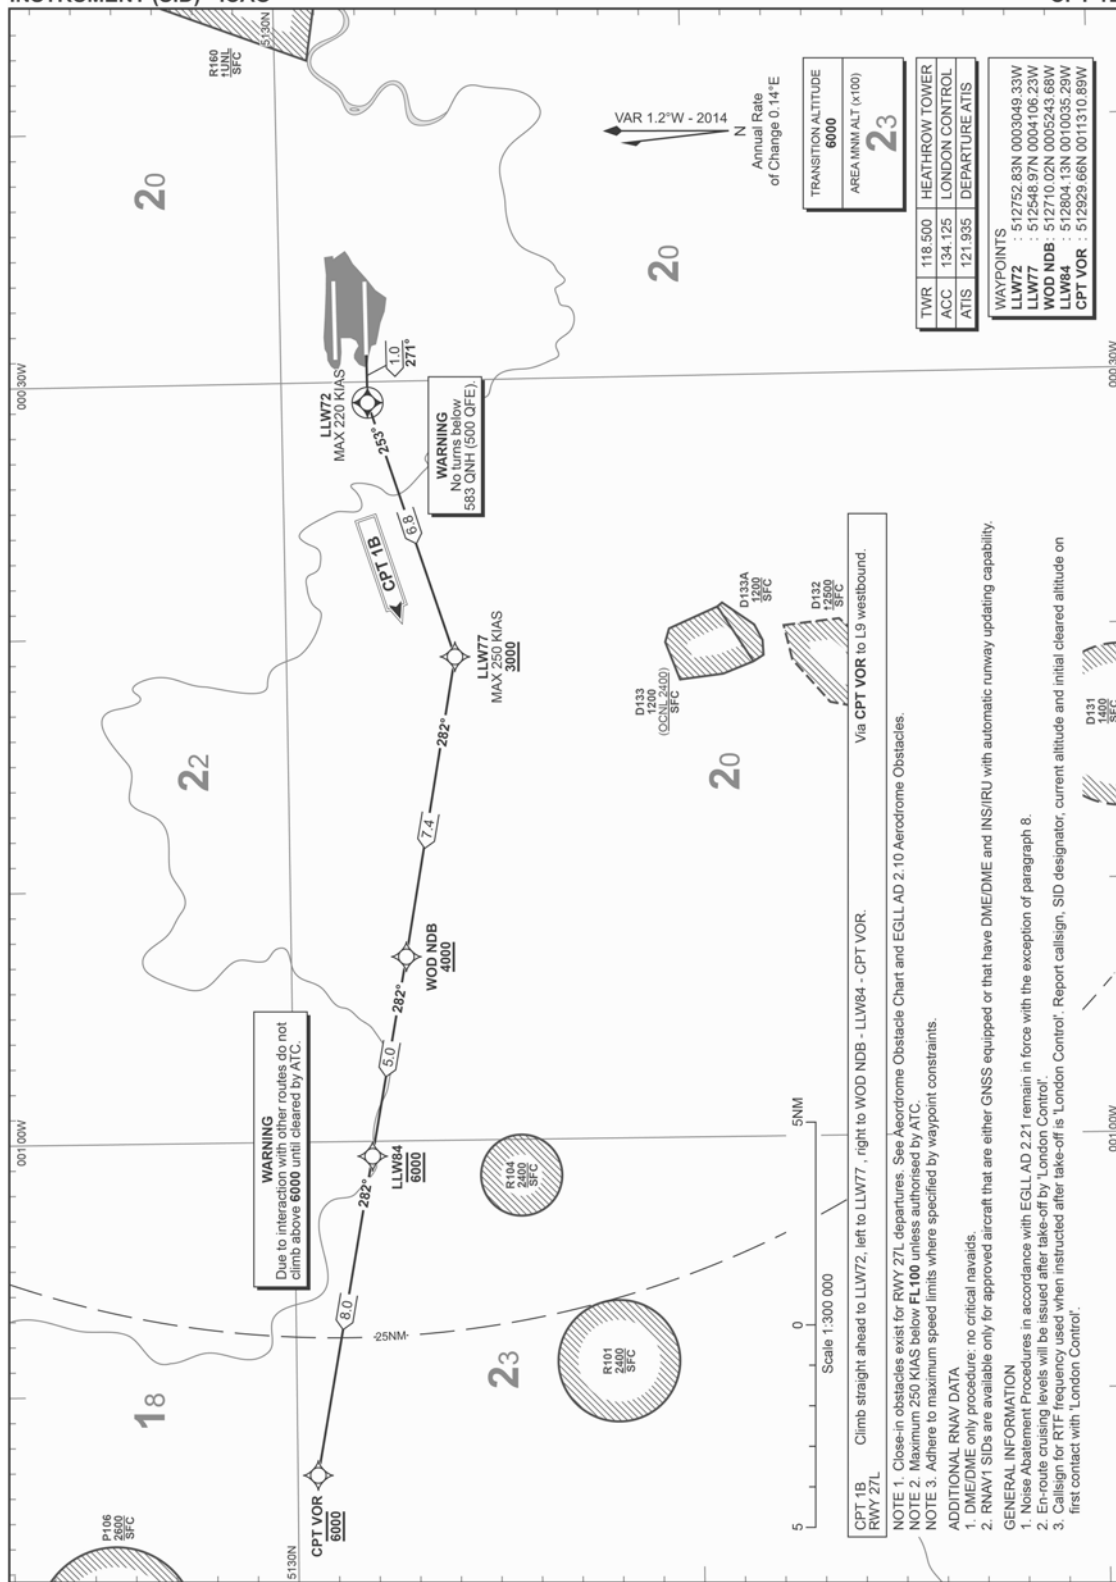 INSTRUMENT (SID) - ICAO
R160
↑UNL
SFC
5130N
20
VAR 1.2°W - 2014
N
Annual Rate
of Change 0.14°E
TRANSITION ALTITUDE
6000
AREA MNM ALT (x100)
23
TWR 118.500 HEATHROW TOWER
ACC 134.125 LONDON CONTROL
ATIS 121.935 DEPARTURE ATIS
WAYPOINTS
LLW72 : 512752.83N 0003049.33W
LLW77 : 512548.97N 0004106.23W
WOD NDB : 512710.02N 0005243.68W
LLW84 : 512804.13N 0010035.29W
CPT VOR : 512929.66N 0011310.89W
20
00030W
00030W
1.0
271°
LLW72
MAX 220 KIAS
253°
WARNING
No turns below
583 QNH (500 QFE).
6.8
CPT 1B
LLW77
MAX 250 KIAS
3000
282°
22
7.4
WOD NDB
4000
282°
5.0
WARNING
Due to interaction with other routes do not
climb above 6000 until cleared by ATC.
LLW84
6000
282°
00100W
00100W
8.0
25NM
18
23
CPT VOR
6000
5130N
P106
2600
SFC
R104
2400
SFC
R101
2400
SFC
D133
1200
(OCNL 2400)
SFC
D133A
1200
SFC
D132
↑2500
SFC
D131
1400
SFC
20
5 0 5NM
Scale 1:300 000
CPT 1B Climb straight ahead to LLW72, left to LLW77 , right to WOD NDB - LLW84 - CPT VOR. Via CPT VOR to L9 westbound.
RWY 27L
NOTE 1. Close-in obstacles exist for RWY 27L departures. See Aeordrome Obstacle Chart and EGLL AD 2.10 Aerodrome Obstacles.
NOTE 2. Maximum 250 KIAS below FL100 unless authorised by ATC.
NOTE 3. Adhere to maximum speed limits where specified by waypoint constraints.
ADDITIONAL RNAV DATA
1. DME/DME only procedure: no critical navaids.
2. RNAV1 SIDs are available only for approved aircraft that are either GNSS equipped or that have DME/DME and INS/IRU with automatic runway updating capability.
GENERAL INFORMATION
1. Noise Abatement Procedures in accordance with EGLL AD 2.21 remain in force with the exception of paragraph 8.
2. En-route cruising levels will be issued after take-off by 'London Control'.
3. Callsign for RTF frequency used when instructed after take-off is 'London Control'. Report callsign, SID designator, current altitude and initial cleared altitude on
first contact with 'London Control'.